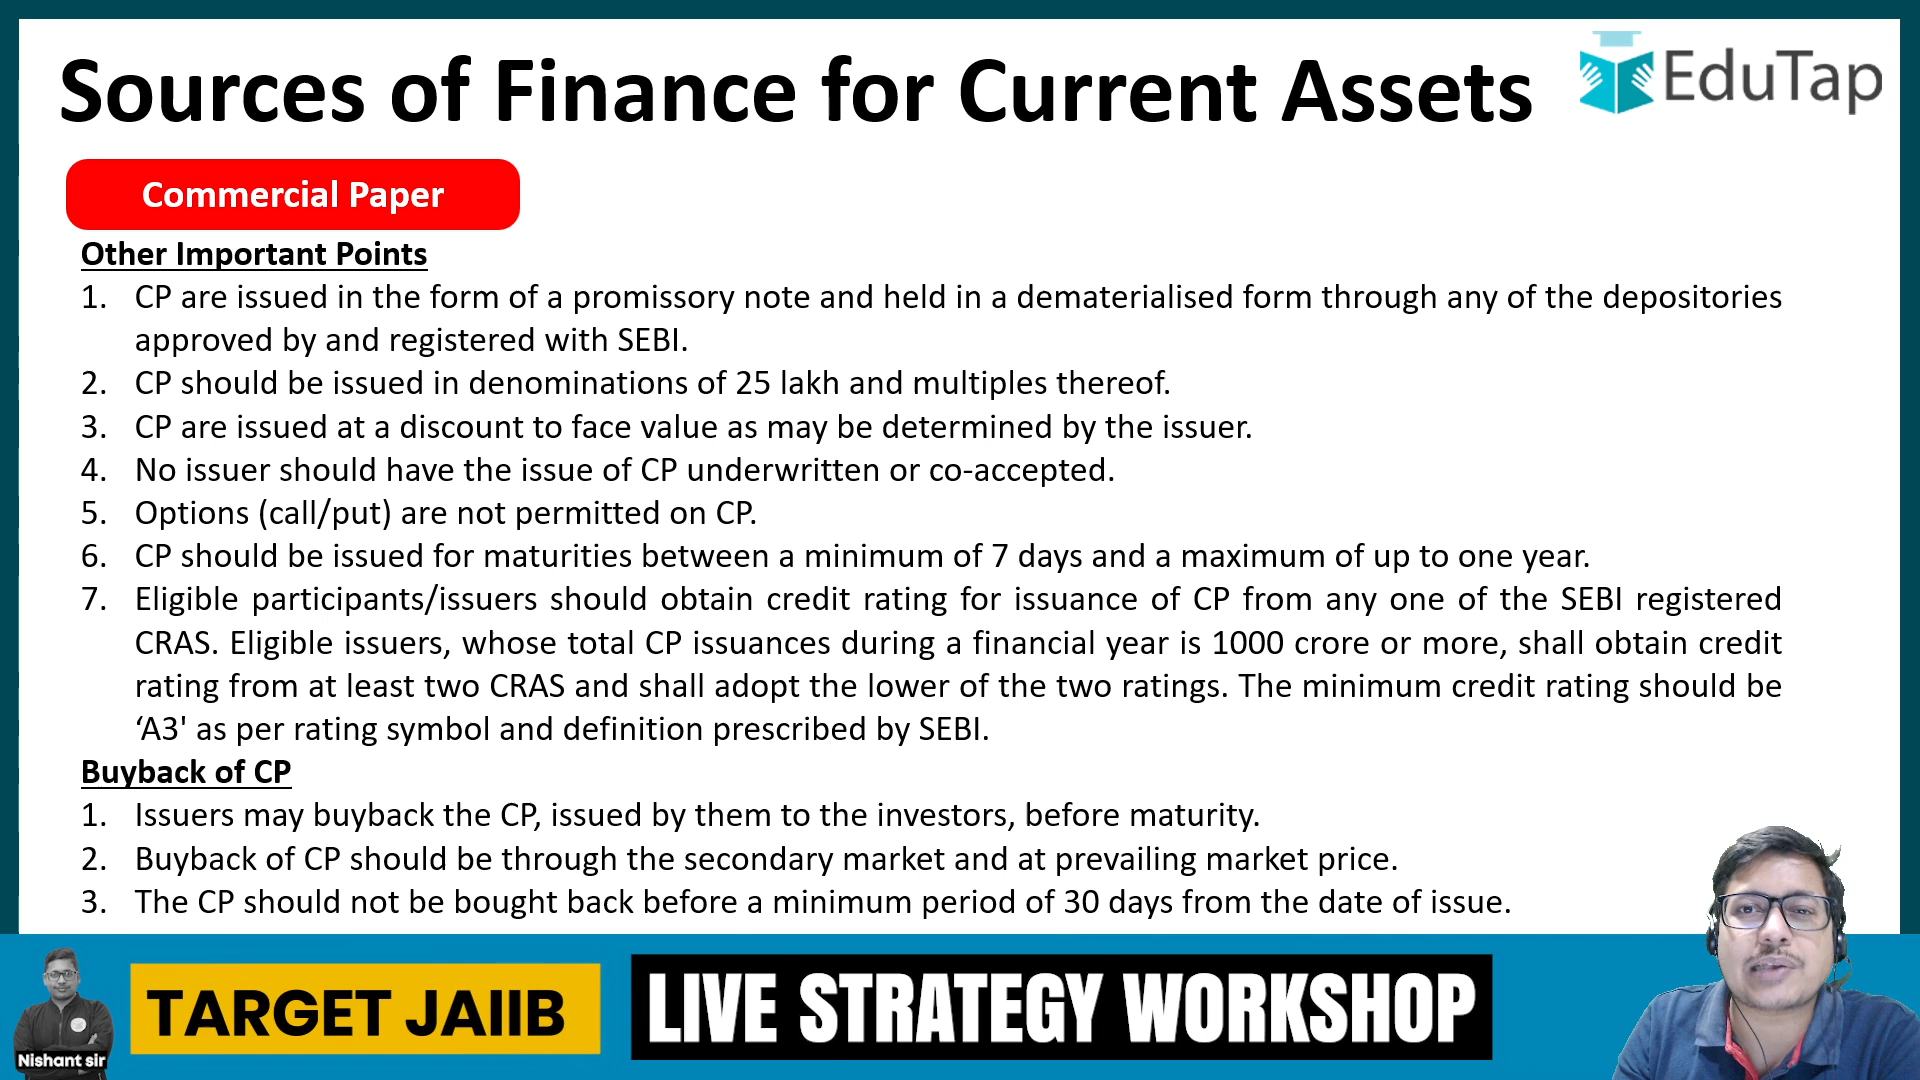 Sources of Finance for Current Assets
EduTap
Commercial Paper
Other Important Points
1. CP are issued in the form of a promissory note and held in a dematerialised form through any of the depositories
approved by and registered with SEBI.
2. CP should be issued in denominations of 25 lakh and multiples thereof.
3. CP are issued at a discount to face value as may be determined by the issuer.
4. No issuer should have the issue of CP underwritten or co-accepted.
5. Options (call/put) are not permitted on CP.
6. CP should be issued for maturities between a minimum of 7 days and a maximum of up to one year.
7. Eligible participants/issuers should obtain credit rating for issuance of CP from any one of the SEBI registered
CRAS. Eligible issuers, whose total CP issuances during a financial year is 1000 crore or more, shall obtain credit
rating from at least two CRAS and shall adopt the lower of the two ratings. The minimum credit rating should be
‘A3' as per rating symbol and definition prescribed by SEBI.
Buyback of CP
1. Issuers may buyback the CP, issued by them to the investors, before maturity.
2. Buyback of CP should be through the secondary market and at prevailing market price.
3. The CP should not be bought back before a minimum period of 30 days from the date of issue.
TARGET JAIIB
LIVE STRATEGY WORKSHOP
Nishant sir